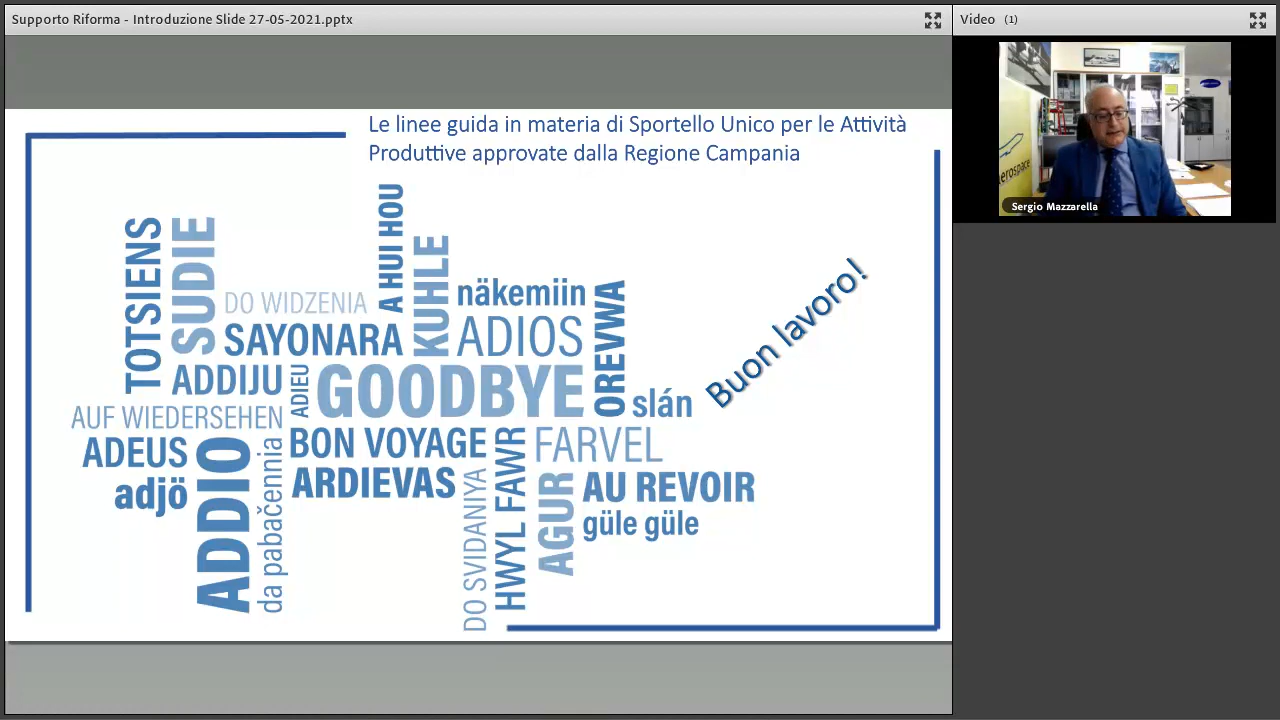 Supporto Riforma - Introduzione Slide 27-05-2021.pptx
Video (1)
Le linee guida in materia di Sportello Unico per le Attività
Produttive approvate dalla Regione Campania
TOTSIENS
SUDIE
DO WIDZENIA
A HUI HOU
KUHLE
näkemiin
SAYONARA
ADIOS
OREVWA
ADDIJU
ADIEU
GOODBYE
slán
Buon lavoro!
AUF WIEDERSEHEN
ADEUS
ADDIO
da pabačennia
BON VOYAGE
FARVEL
adjö
ARDIEVAS
DO SVIDANIYA
HWYL FAWR
AGUR
AU REVOIR
güle güle
erospace
Sergio Mazzarella